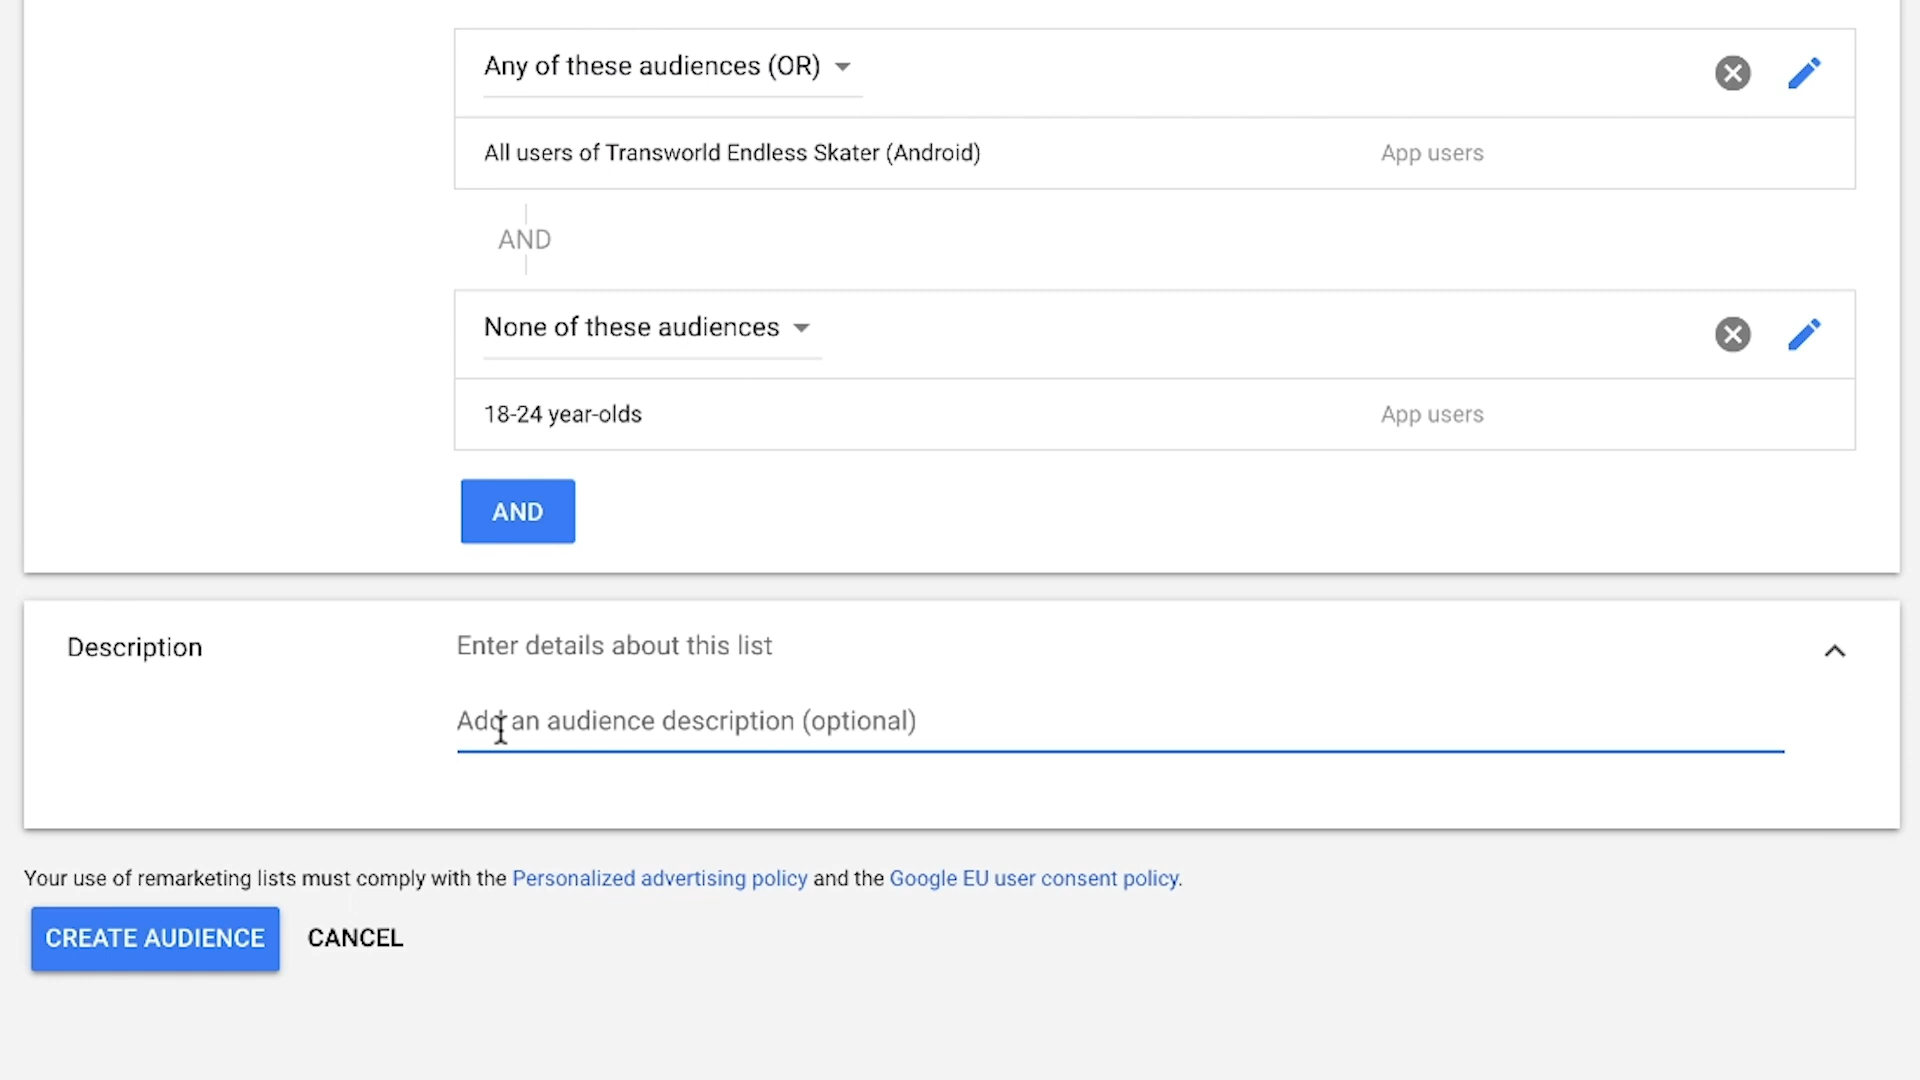 Any of these audiences (OR)
All users of Transworld Endless Skater (Android) App users
AND
None of these audiences
18-24 year-olds App users
AND
Description Enter details about this list
Add an audience description (optional)
Your use of remarketing lists must comply with the Personalized advertising policy and the Google EU user consent policy.
CREATE AUDIENCE CANCEL